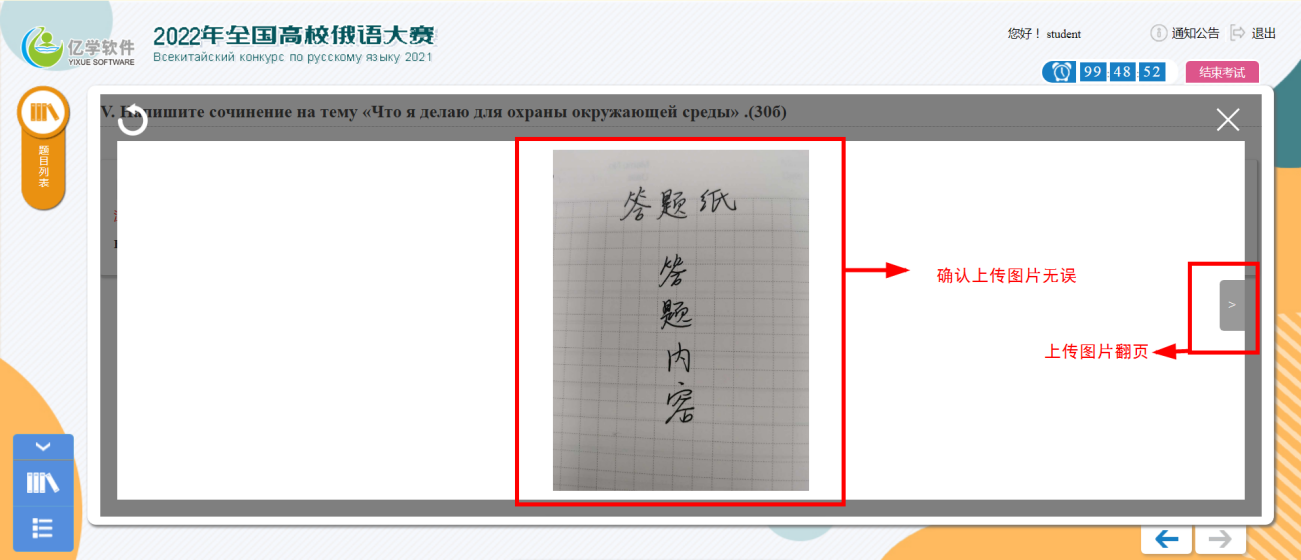 亿学软件
YIXUE SOFTWARE
2022年全国高校俄语大赛
Всекитайский конкурс по русскому языку 2021
您好！ student
通知公告
退出
99:48:52
结束考试
题目列表
V. Напишите сочинение на тему «Что я делаю для охраны окружающей среды» .(30б)
答题纸
答
题
内
容
确认上传图片无误
>
上传图片翻页